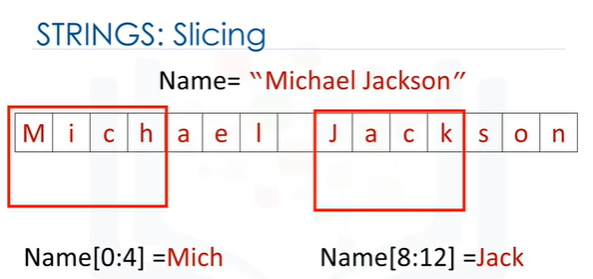 STRINGS: Slicing
Name= “Michael Jackson”
M i c h a e l J a c k s o n
Name[0:4] =Mich Name[8:12] =Jack